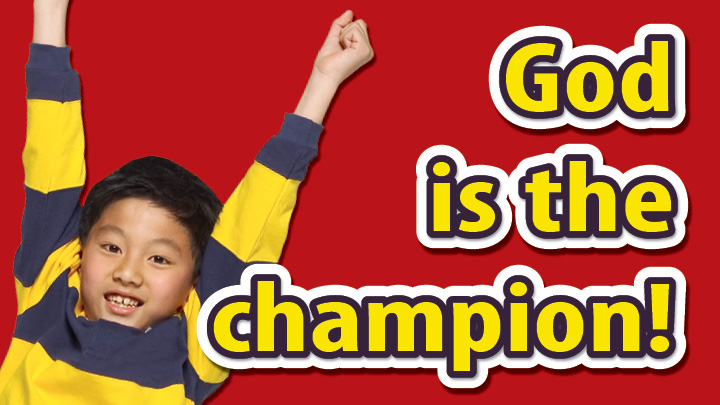 God
is the
champion!